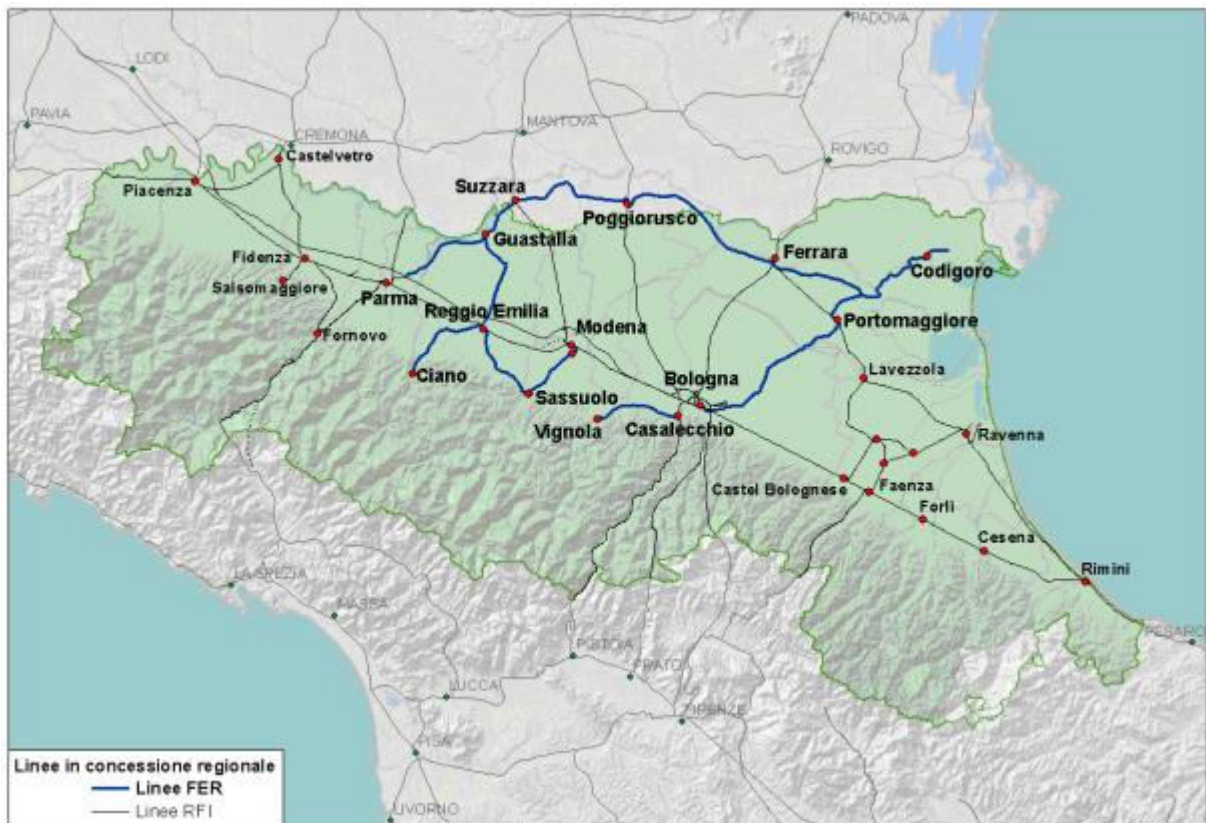 PADOVA
LODI
PAVIA
MANTOVA
CREMONA
Castelvetro
ROVIGO
Piacenza
Suzzara
Poggiorusco
Guastalla
Ferrara
Fidenza
Codigoro
Salsomaggiore
Parma
Reggio Emilia
Modena
Portomaggiore
Fornovo
Ciano
Bologna
Lavezzola
Sassuolo
Vignola
Casalecchio
Ravenna
Castel Bolognese
Faenza
Forlì
Cesena
Rimini
LA SPEZIA
MASSA
PESARO
PISTOIA
PRATO
LUCCA
FIRENZE
PISA
LIVORNO
Linee in concessione regionale
Linee FER
Linee RFI